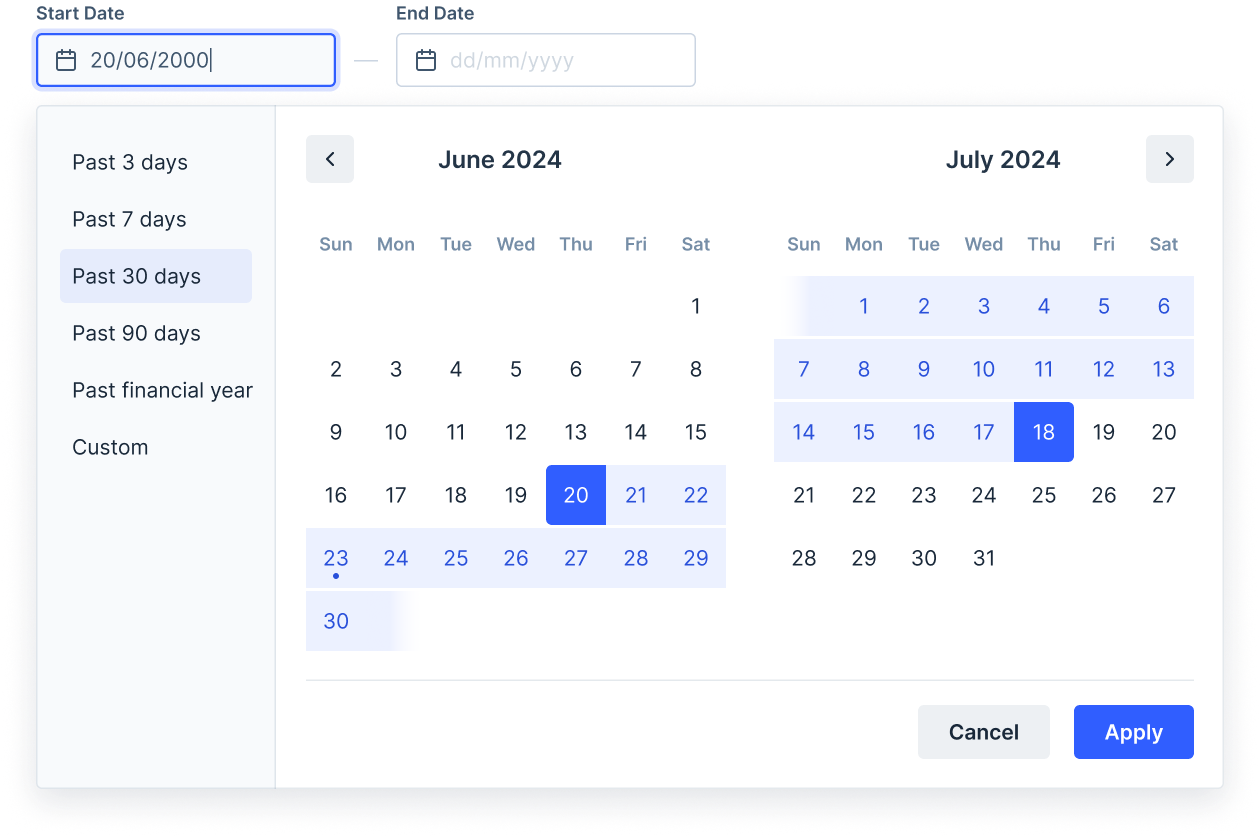 Start Date End Date
20/06/2000 — dd/mm/yyyy
Past 3 days
Past 7 days
Past 30 days
Past 90 days
Past financial year
Custom
June 2024
Sun Mon Tue Wed Thu Fri Sat
1
2 3 4 5 6 7 8
9 10 11 12 13 14 15
16 17 18 19 20 21 22
23 24 25 26 27 28 29
30
July 2024
Sun Mon Tue Wed Thu Fri Sat
1 2 3 4 5 6
7 8 9 10 11 12 13
14 15 16 17 18 19 20
21 22 23 24 25 26 27
28 29 30 31
Cancel Apply